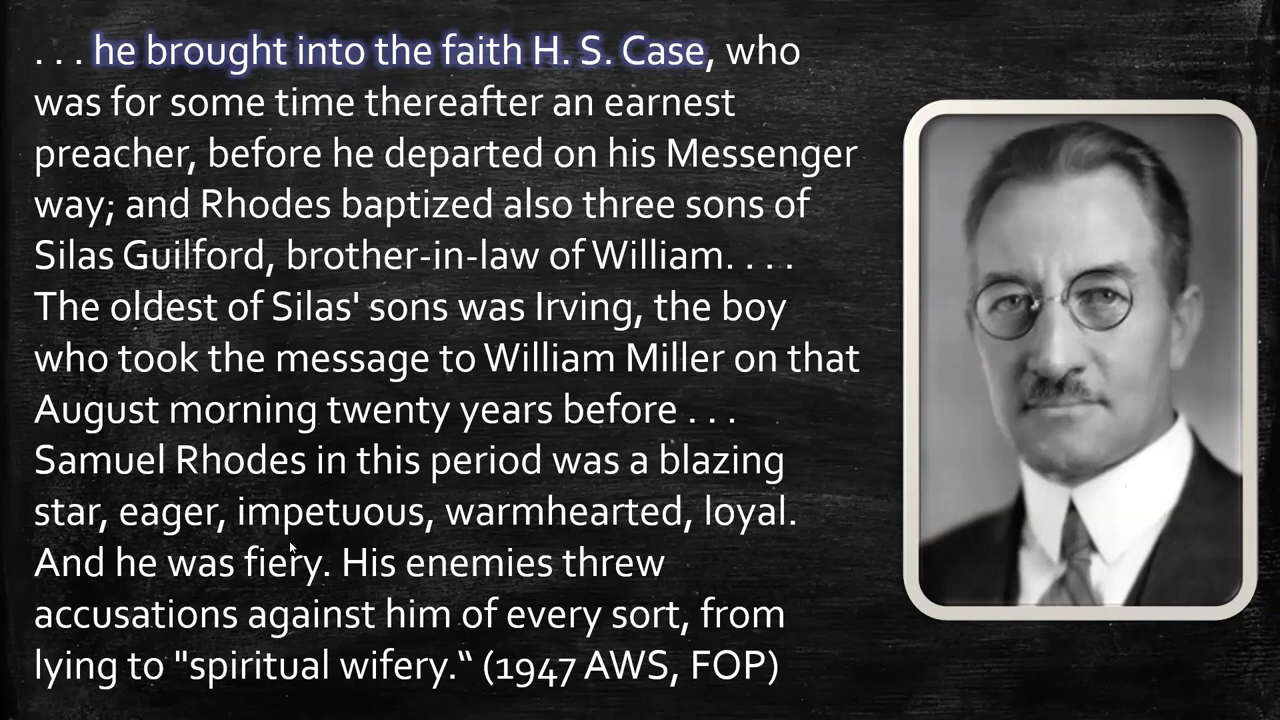 . . . he brought into the faith H. S. Case, who
was for some time thereafter an earnest
preacher, before he departed on his Messenger
way; and Rhodes baptized also three sons of
Silas Guilford, brother-in-law of William. . . .
The oldest of Silas' sons was Irving, the boy
who took the message to William Miller on that
August morning twenty years before . . .
Samuel Rhodes in this period was a blazing
star, eager, impetuous, warmhearted, loyal.
And he was fiery. His enemies threw
accusations against him of every sort, from
lying to "spiritual wifery.“ (1947 AWS, FOP)